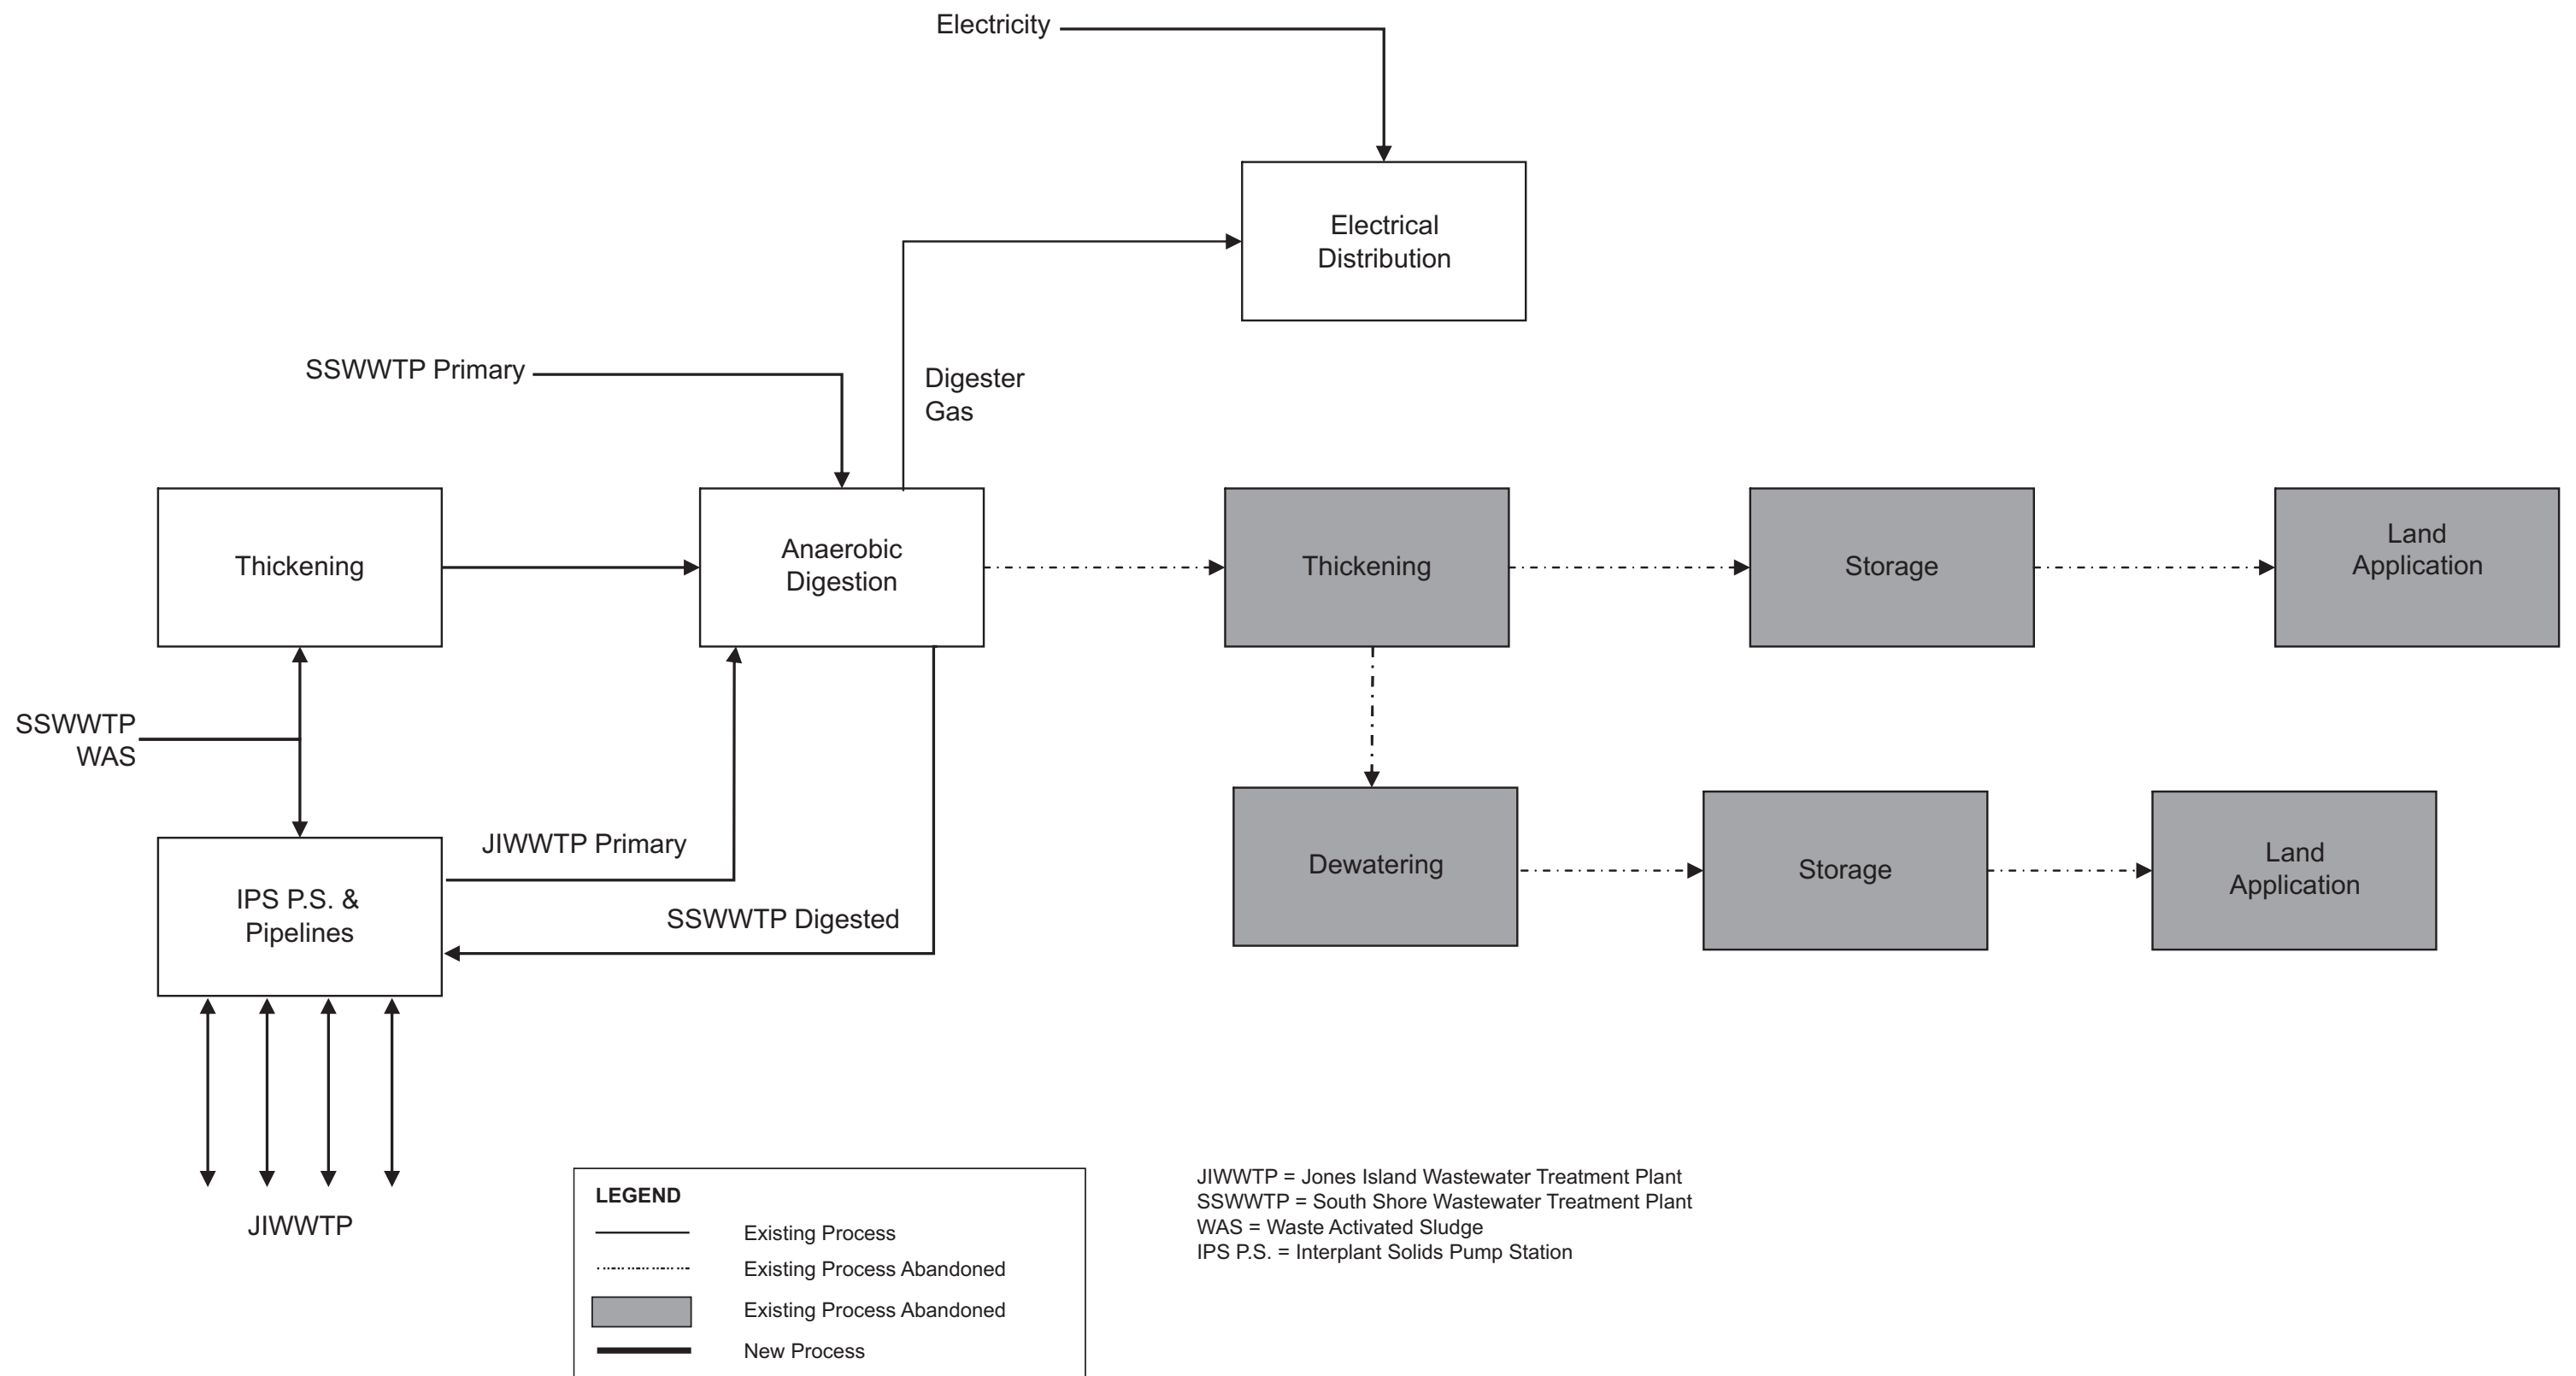 Electricity
Electrical
Distribution
SSWWTP Primary
Digester
Gas
Thickening
Anaerobic
Digestion
Thickening
Storage
Land
Application
SSWWTP
WAS
JIWWTP Primary
IPS P.S. &
Pipelines
SSWWTP Digested
Dewatering
Storage
Land
Application
JIWWTP
LEGEND
Existing Process
Existing Process Abandoned
Existing Process Abandoned
New Process
JIWWTP = Jones Island Wastewater Treatment Plant
SSWWTP = South Shore Wastewater Treatment Plant
WAS = Waste Activated Sludge
IPS P.S. = Interplant Solids Pump Station